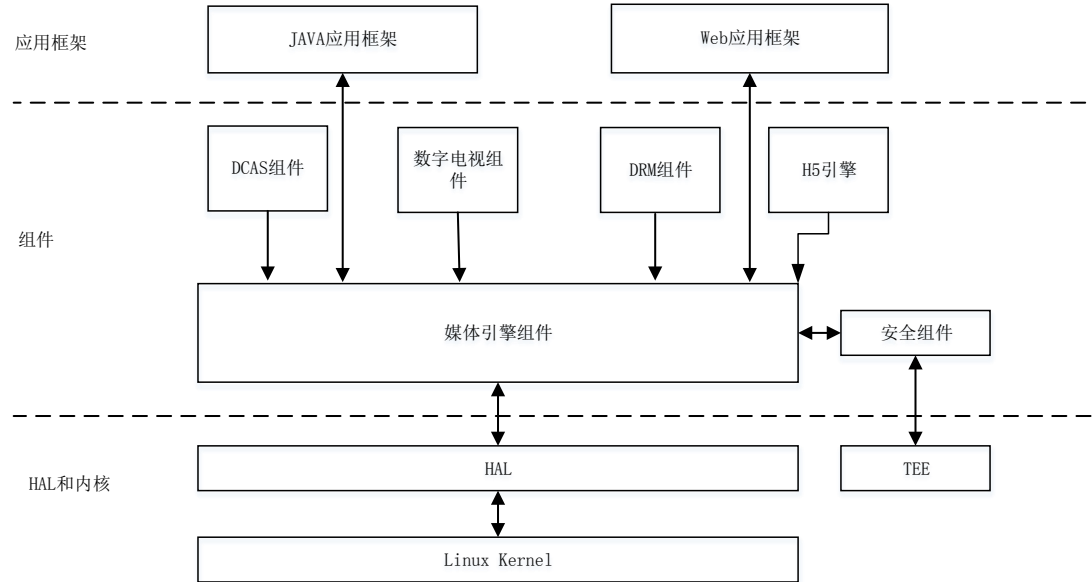 应用框架
JAVA应用框架
Web应用框架
DCAS组件
数字电视组
件
DRM组件
H5引擎
组件
媒体引擎组件
安全组件
HAL和内核
HAL
TEE
Linux Kernel